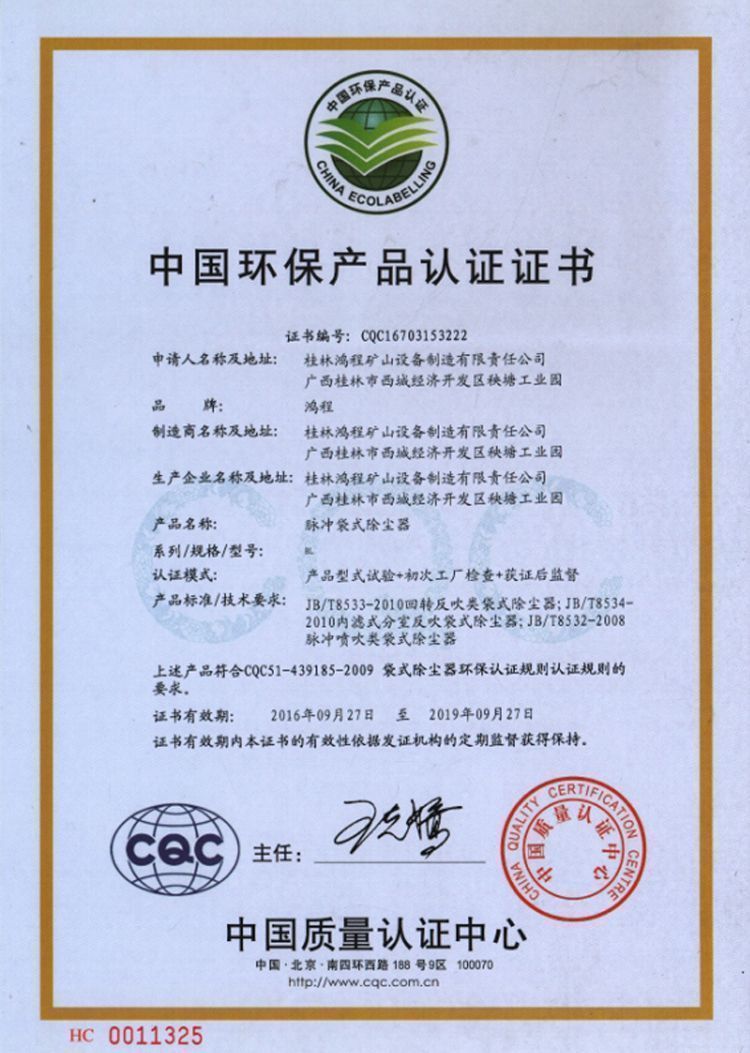 中国环保产品认证
CHINA ECOLABELLING
中国环保产品认证证书
证书编号: CQC16703153222
申请人名称及地址: 桂林鸿程矿山设备制造有限责任公司
广西桂林市西城经济开发区秧塘工业园
品 牌: 鸿程
制造商名称及地址: 桂林鸿程矿山设备制造有限责任公司
广西桂林市西城经济开发区秧塘工业园
生产企业名称及地址: 桂林鸿程矿山设备制造有限责任公司
广西桂林市西城经济开发区秧塘工业园
产品名称: 脉冲袋式除尘器
系列/规格/型号:
认证模式: 产品型式试验+初次工厂检查+获证后监督
产品标准/技术要求: JB/T8533-2010回转反吹类袋式除尘器; JB/T8534-
2010内滤式分室反吹袋式除尘器; JB/T8532-2008
脉冲喷吹类袋式除尘器
上述产品符合CQC51-439185-2009 袋式除尘器环保认证规则认证规则的
要求。
证书有效期: 2016年09月27日 至 2019年09月27日
证书有效期内本证书的有效性依据发证机构的定期监督获得保持。
CQC
CQC
主任:
CHINA QUALITY CERTIFICATION CENTRE
中国质量认证中心
中国质量认证中心
中国·北京·南四环西路 188 号 9区 100070
http://www.cqc.com.cn
HC 0011325